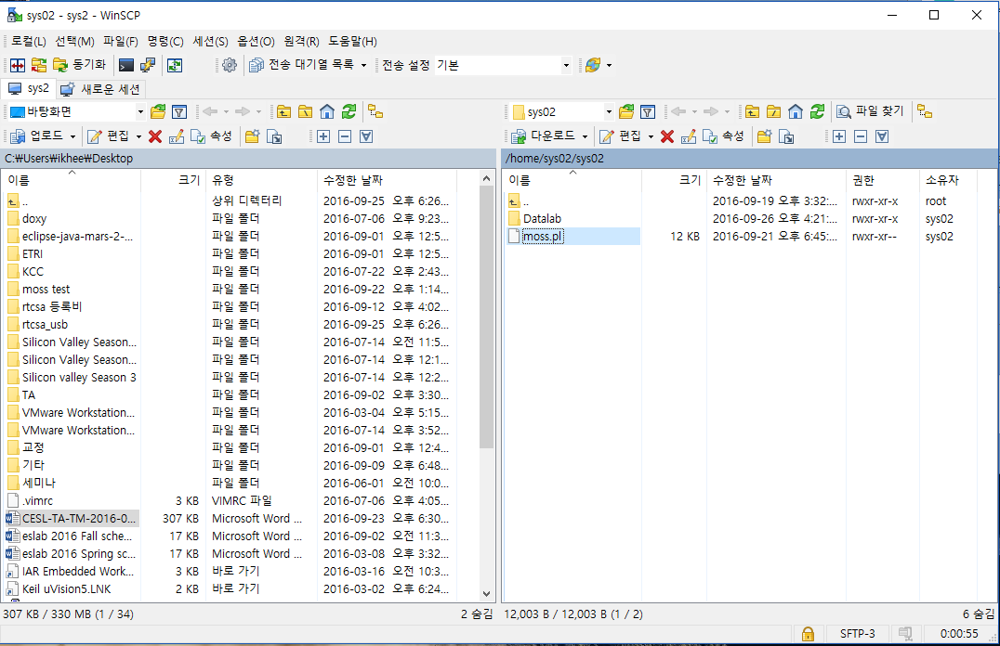 sys02 - sys2 - WinSCP
로컬(L) 선택(M) 파일(F) 명령(C) 세션(S) 옵션(O) 원격(R) 도움말(H)
동기화 전송 대기열 목록 전송 설정 기본
sys2 새로운 세션
바탕화면 sys02 파일 찾기
업로드 편집 속성 다운로드 편집 속성
C:₩Users₩ikhee₩Desktop
/home/sys02/sys02
이름 크기 유형 수정한 날짜
.. 상위 디렉터리 2016-09-25 오후 6:26...
doxy 파일 폴더 2016-07-06 오후 9:23...
eclipse-java-mars-2-... 파일 폴더 2016-09-01 오후 12:5...
ETRI 파일 폴더 2016-09-01 오후 12:5...
KCC 파일 폴더 2016-07-22 오후 2:43...
moss test 파일 폴더 2016-09-22 오후 1:14...
rtcsa 등록비 파일 폴더 2016-09-12 오후 4:02...
rtcsa_usb 파일 폴더 2016-09-25 오후 6:26...
Silicon Valley Season... 파일 폴더 2016-07-14 오전 11:5...
Silicon Valley Season... 파일 폴더 2016-07-14 오후 12:1...
Silicon valley Season 3 파일 폴더 2016-07-14 오후 12:2...
TA 파일 폴더 2016-09-02 오후 3:30...
VMware Workstation... 파일 폴더 2016-03-04 오후 5:15...
VMware Workstation... 파일 폴더 2016-07-14 오후 3:52...
교정 파일 폴더 2016-09-01 오후 12:4...
기타 파일 폴더 2016-09-09 오후 6:48...
세미나 파일 폴더 2016-06-01 오전 10:0...
.vimrc 3 KB VIMRC 파일 2016-07-06 오후 4:05...
CESL-TA-TM-2016-0... 307 KB Microsoft Word ... 2016-09-23 오후 6:30...
eslab 2016 Fall sche... 17 KB Microsoft Word ... 2016-09-02 오전 11:3...
eslab 2016 Spring sc... 17 KB Microsoft Word ... 2016-03-08 오후 3:32...
IAR Embedded Work... 3 KB 바로 가기 2016-03-16 오전 10:3...
Keil uVision5.LNK 2 KB 바로 가기 2016-03-02 오후 6:24...
이름 크기 수정한 날짜 권한 소유자
.. 2016-09-19 오후 3:32:... rwxr-xr-x root
Datalab 2016-09-26 오후 4:21:... rwxr-xr-x sys02
moss.pl 12 KB 2016-09-21 오후 6:45:... rwxr-xr-- sys02
307 KB / 330 MB (1 / 34) 2 숨김
12,003 B / 12,003 B (1 / 2) 6 숨김
SFTP-3 0:00:55